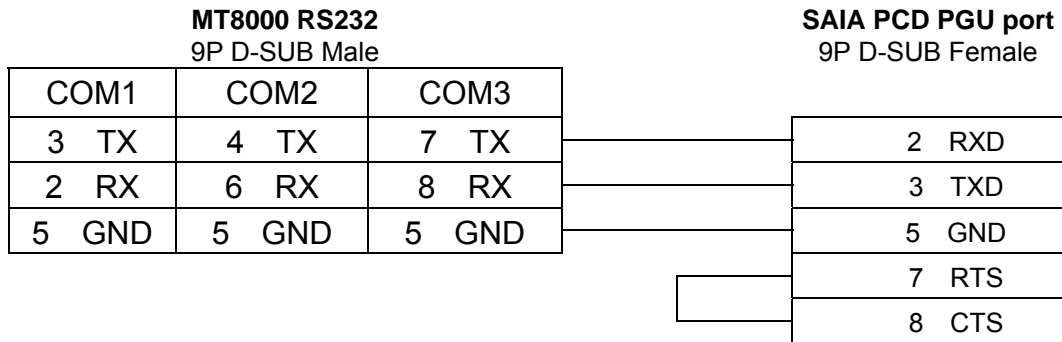 MT8000 RS232
9P D-SUB Male
COM1 COM2 COM3
3 TX 4 TX 7 TX
2 RX 6 RX 8 RX
5 GND 5 GND 5 GND
SAIA PCD PGU port
9P D-SUB Female
2 RXD
3 TXD
5 GND
7 RTS
8 CTS